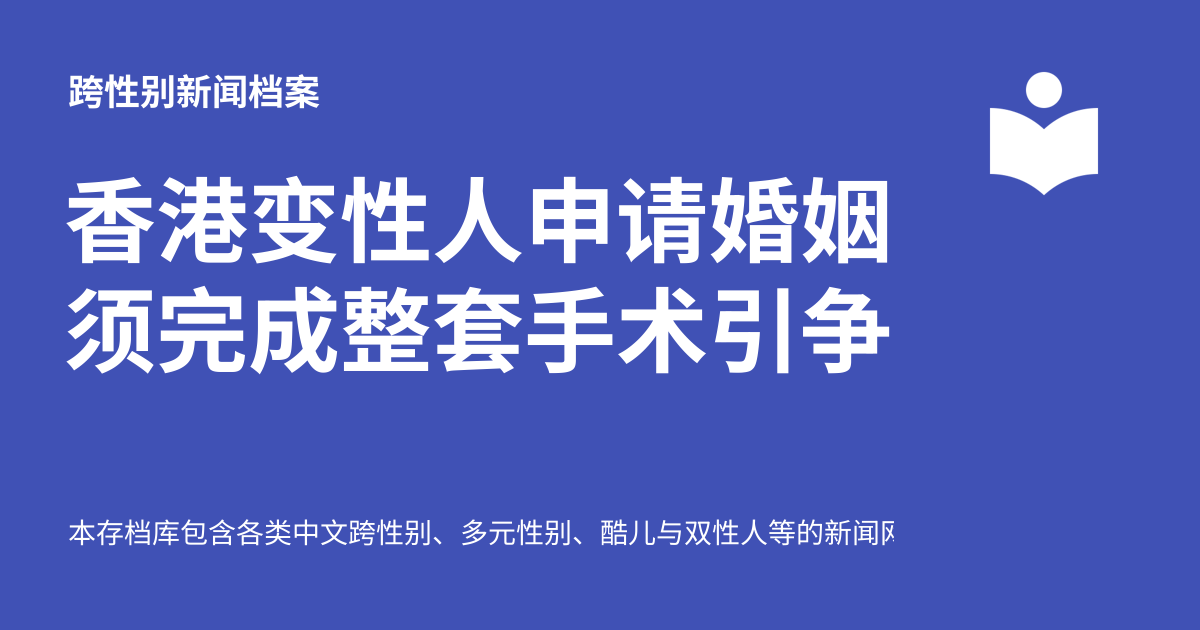 跨性别新闻档案
香港变性人申请婚姻
须完成整套手术引争
本存档库包含各类中文跨性别、多元性别、酷儿与双性人等的新闻